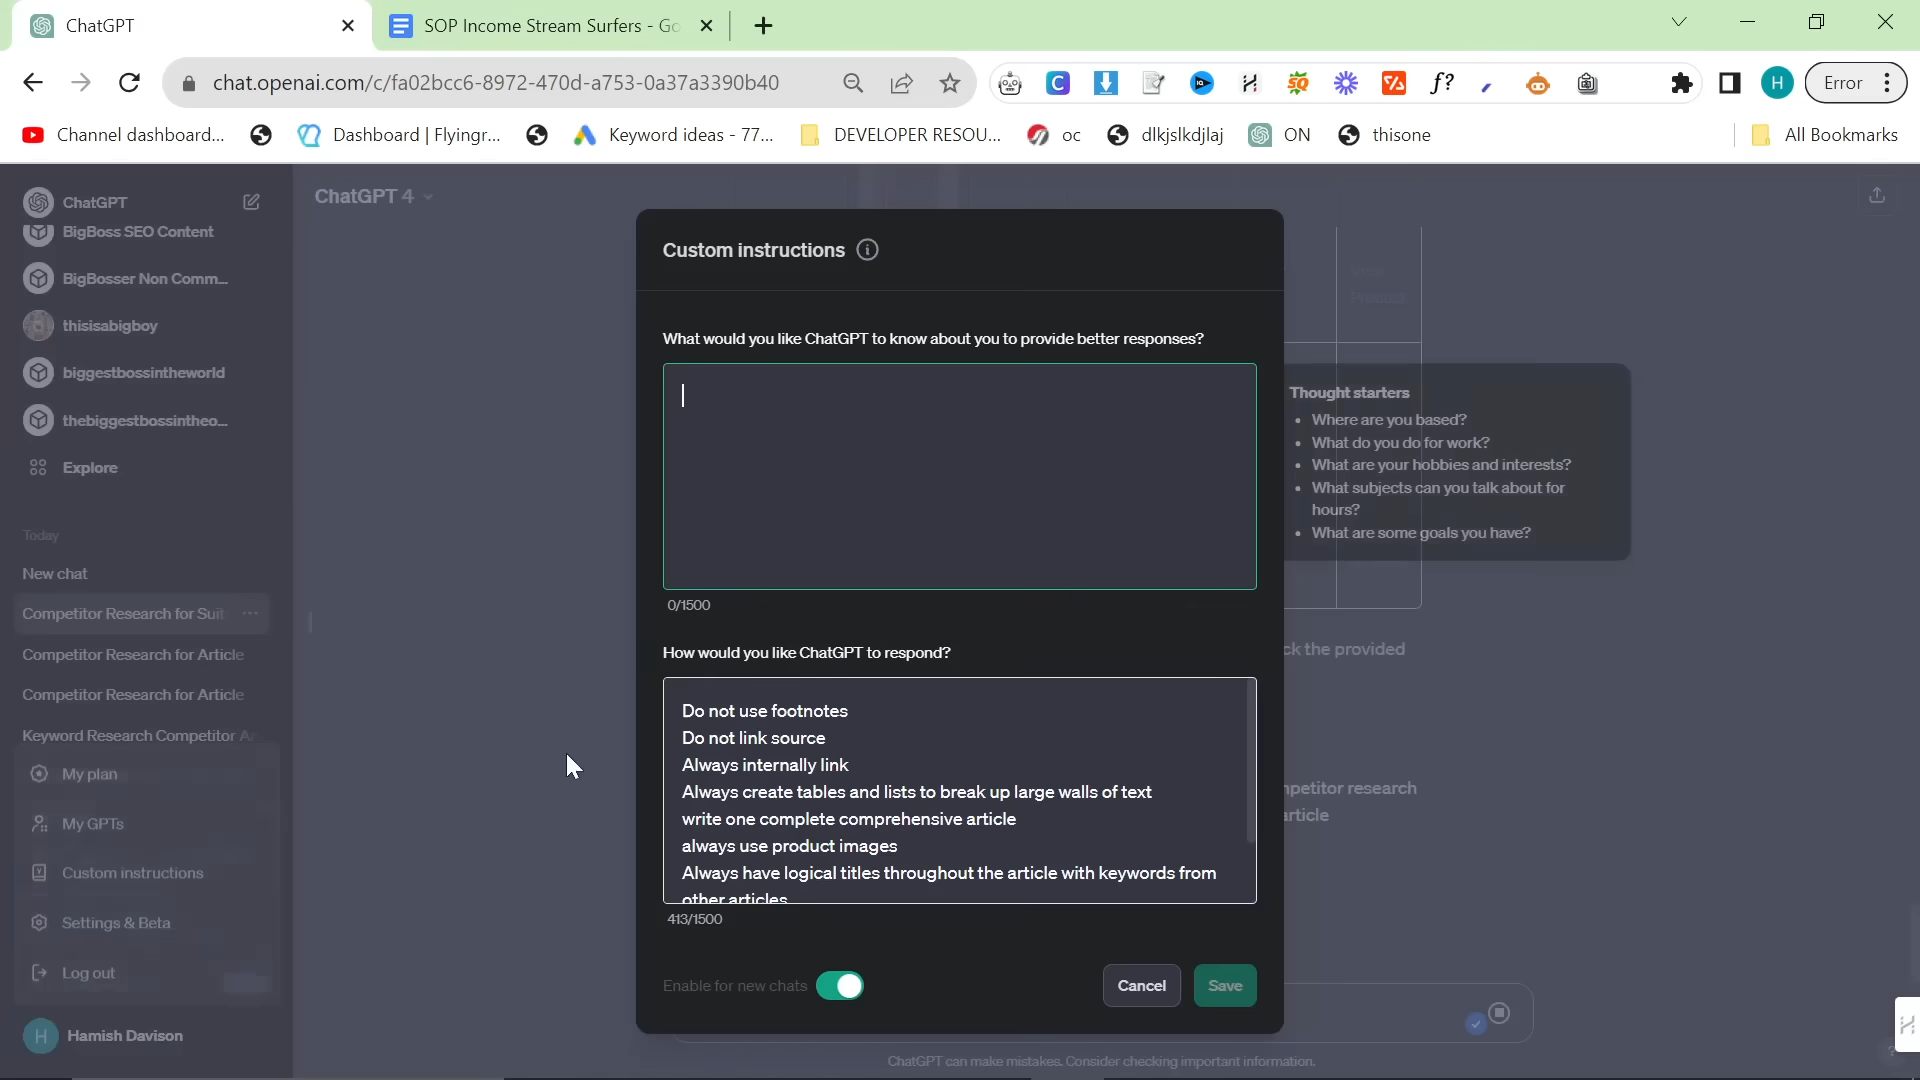 ChatGPT
SOP Income Stream Surfers - Go
chat.openai.com/c/fa02bcc6-8972-470d-a753-0a37a3390b40
H
Error
Channel dashboard...
Dashboard | Flyingr...
Keyword ideas - 77...
DEVELOPER RESOU...
oc
dlkjslkdjlaj
ON
thisone
All Bookmarks
ChatGPT
BigBoss SEO Content
BigBosser Non Comm...
thisisabigboy
biggestbossintheworld
thebiggestbossintheo...
Explore
Today
New chat
Competitor Research for Suit
Competitor Research for Article
Competitor Research for Article
Keyword Research Competitor A
My plan
My GPTs
Custom instructions
Settings & Beta
Log out
H
Hamish Davison
ChatGPT 4
Custom instructions
What would you like ChatGPT to know about you to provide better responses?
0/1500
How would you like ChatGPT to respond?
Do not use footnotes
Do not link source
Always internally link
Always create tables and lists to break up large walls of text
write one complete comprehensive article
always use product images
Always have logical titles throughout the article with keywords from
other articles
413/1500
Enable for new chats
Cancel
Save
Product
Thought starters
• Where are you based?
• What do you do for work?
• What are your hobbies and interests?
• What subjects can you talk about for
hours?
• What are some goals you have?
ck the provided
mpetitor research
article
ChatGPT can make mistakes. Consider checking important information.